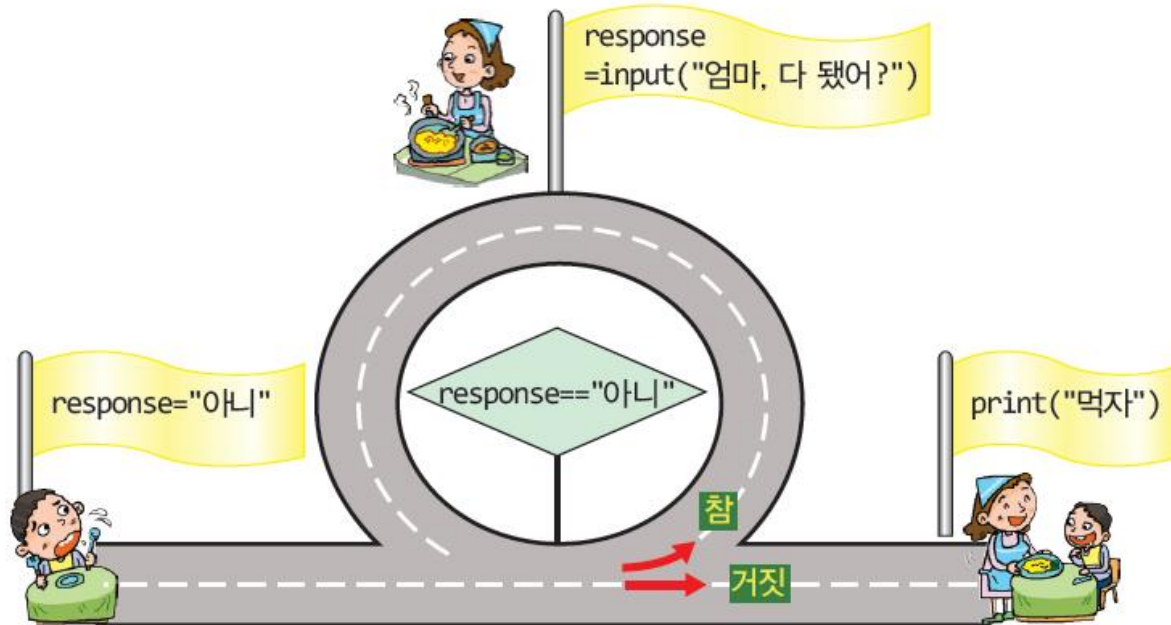 response
=input("엄마, 다 됐어?")
response="아니"
response=="아니"
print("먹자")
참
거짓